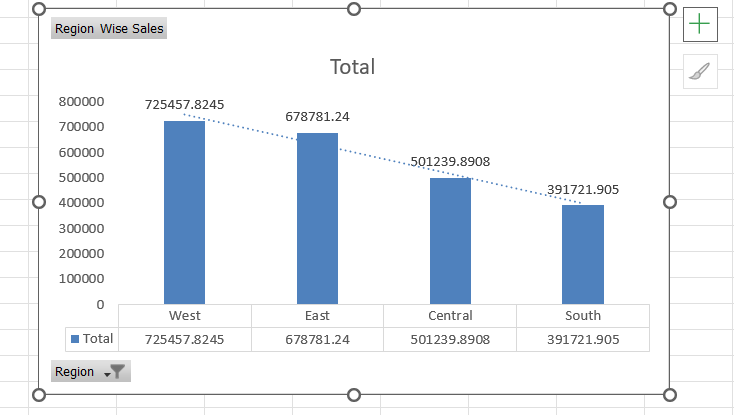 Region Wise Sales
Total
800000
700000
600000
500000
400000
300000
200000
100000
0
725457.8245
678781.24
501239.8908
391721.905
West East Central South
Total 725457.8245 678781.24 501239.8908 391721.905
Region